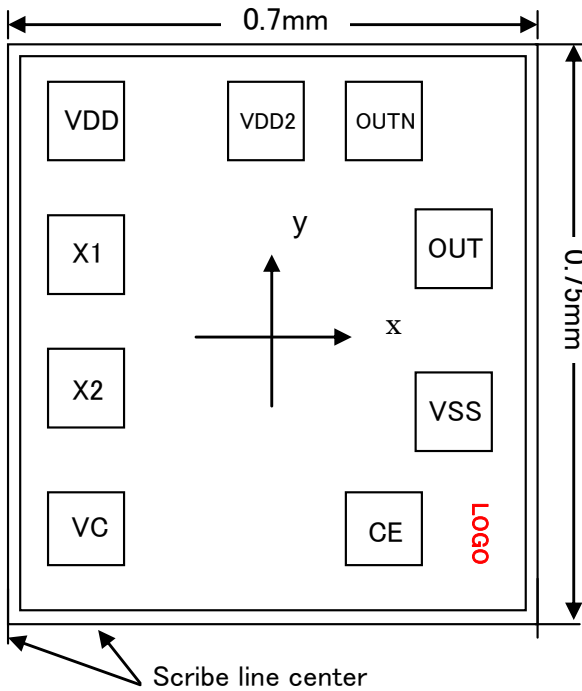 0.7mm
VDD
VDD2
OUTN
X1
y
OUT
0.75mm
x
X2
VSS
VC
CE
LOGO
Scribe line center